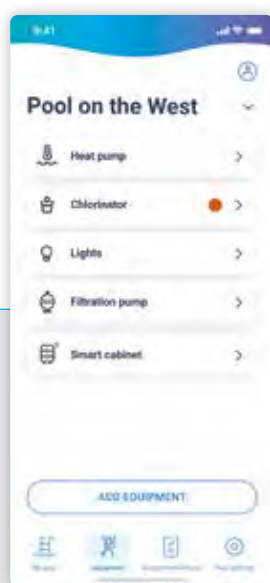 9:41
Pool on the West
Heat pump
Chlorinator
Lights
Filtration pump
Smart cabinet
ADD EQUIPMENT
Equipment